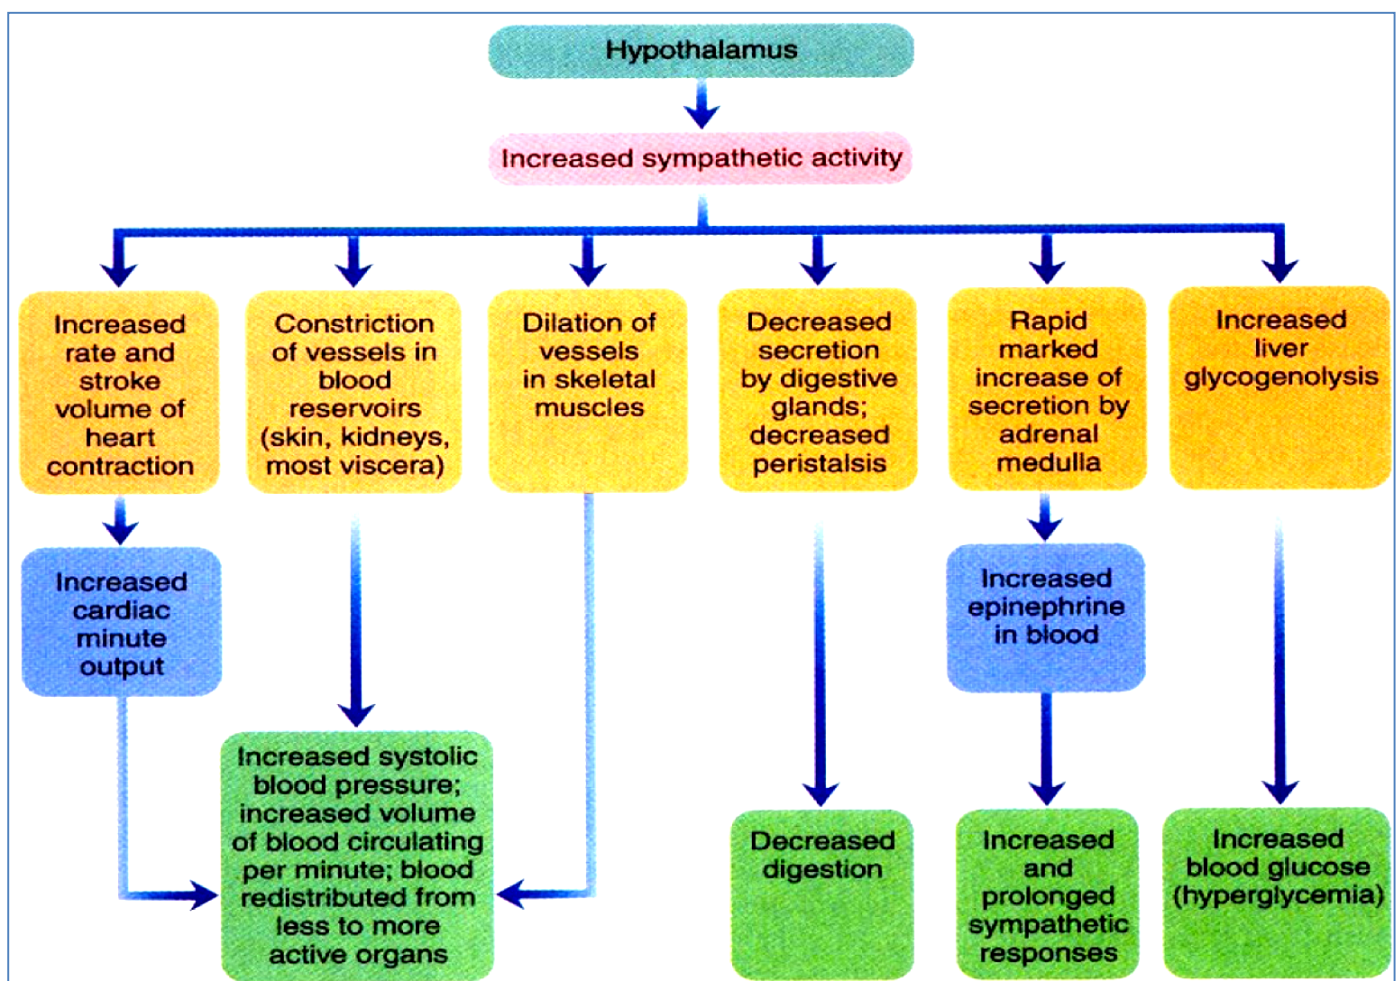 Hypothalamus
Increased sympathetic activity
Increased
rate and
stroke
volume of
heart
contraction
Constriction
of vessels in
blood
reservoirs
(skin, kidneys,
most viscera)
Dilation of
vessels
in skeletal
muscles
Decreased
secretion
by digestive
glands;
decreased
peristalsis
Rapid
marked
increase of
secretion by
adrenal
medulla
Increased
liver
glycogenolysis
Increased
cardiac
minute
output
Increased
epinephrine
in blood
Increased systolic
blood pressure;
increased volume
of blood circulating
per minute; blood
redistributed from
less to more
active organs
Decreased
digestion
Increased
and
prolonged
sympathetic
responses
Increased
blood glucose
(hyperglycemia)